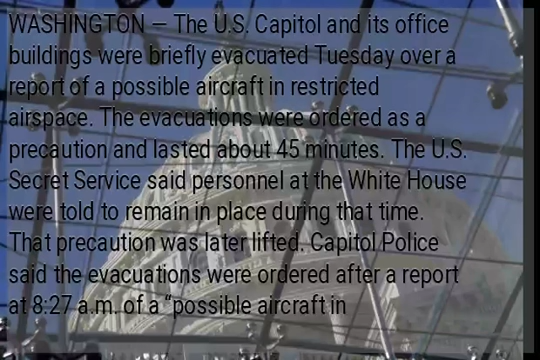 WASHINGTON — The U.S. Capitol and its office
buildings were briefly evacuated Tuesday over a
report of a possible aircraft in restricted
airspace. The evacuations were ordered as a
precaution and lasted about 45 minutes. The U.S.
Secret Service said personnel at the White House
were told to remain in place during that time.
That precaution was later lifted. Capitol Police
said the evacuations were ordered after a report
at 8:27 a.m. of a “possible aircraft in